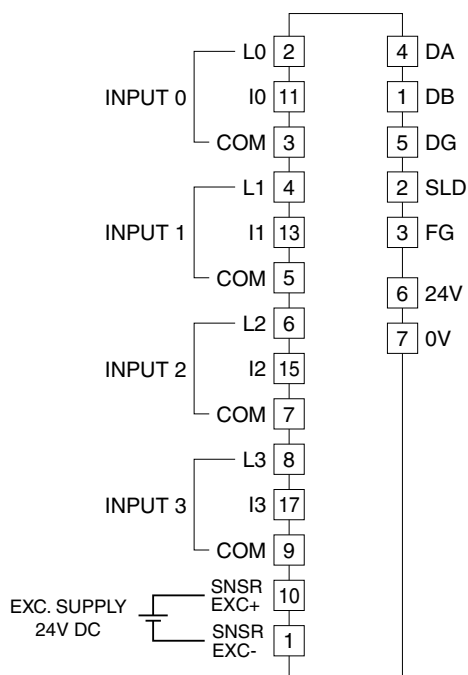 L0 2
INPUT 0
I0 11
COM 3
L1 4
INPUT 1
I1 13
COM 5
L2 6
INPUT 2
I2 15
COM 7
L3 8
INPUT 3
I3 17
COM 9
EXC. SUPPLY
24V DC
SNSR
EXC+
10
SNSR
EXC-
1
4 DA
1 DB
5 DG
2 SLD
3 FG
6 24V
7 0V